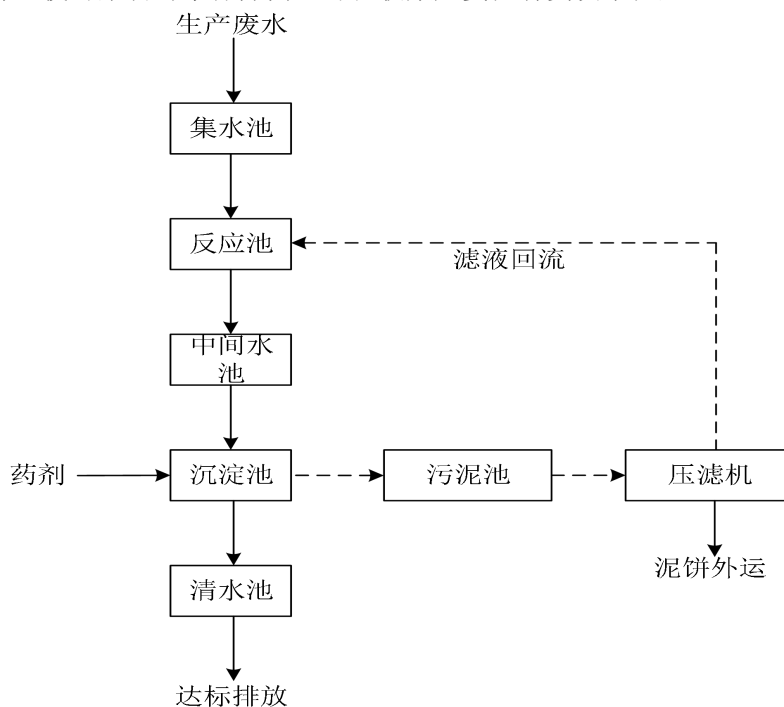 生产废水
集水池
反应池
滤液回流
中间水
池
药剂
沉淀池
污泥池
压滤机
泥饼外运
清水池
达标排放